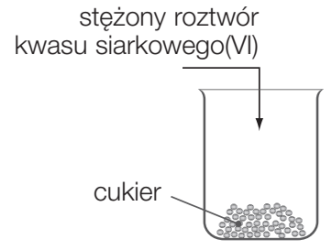 stężony roztwór
kwasu siarkowego(VI)
cukier